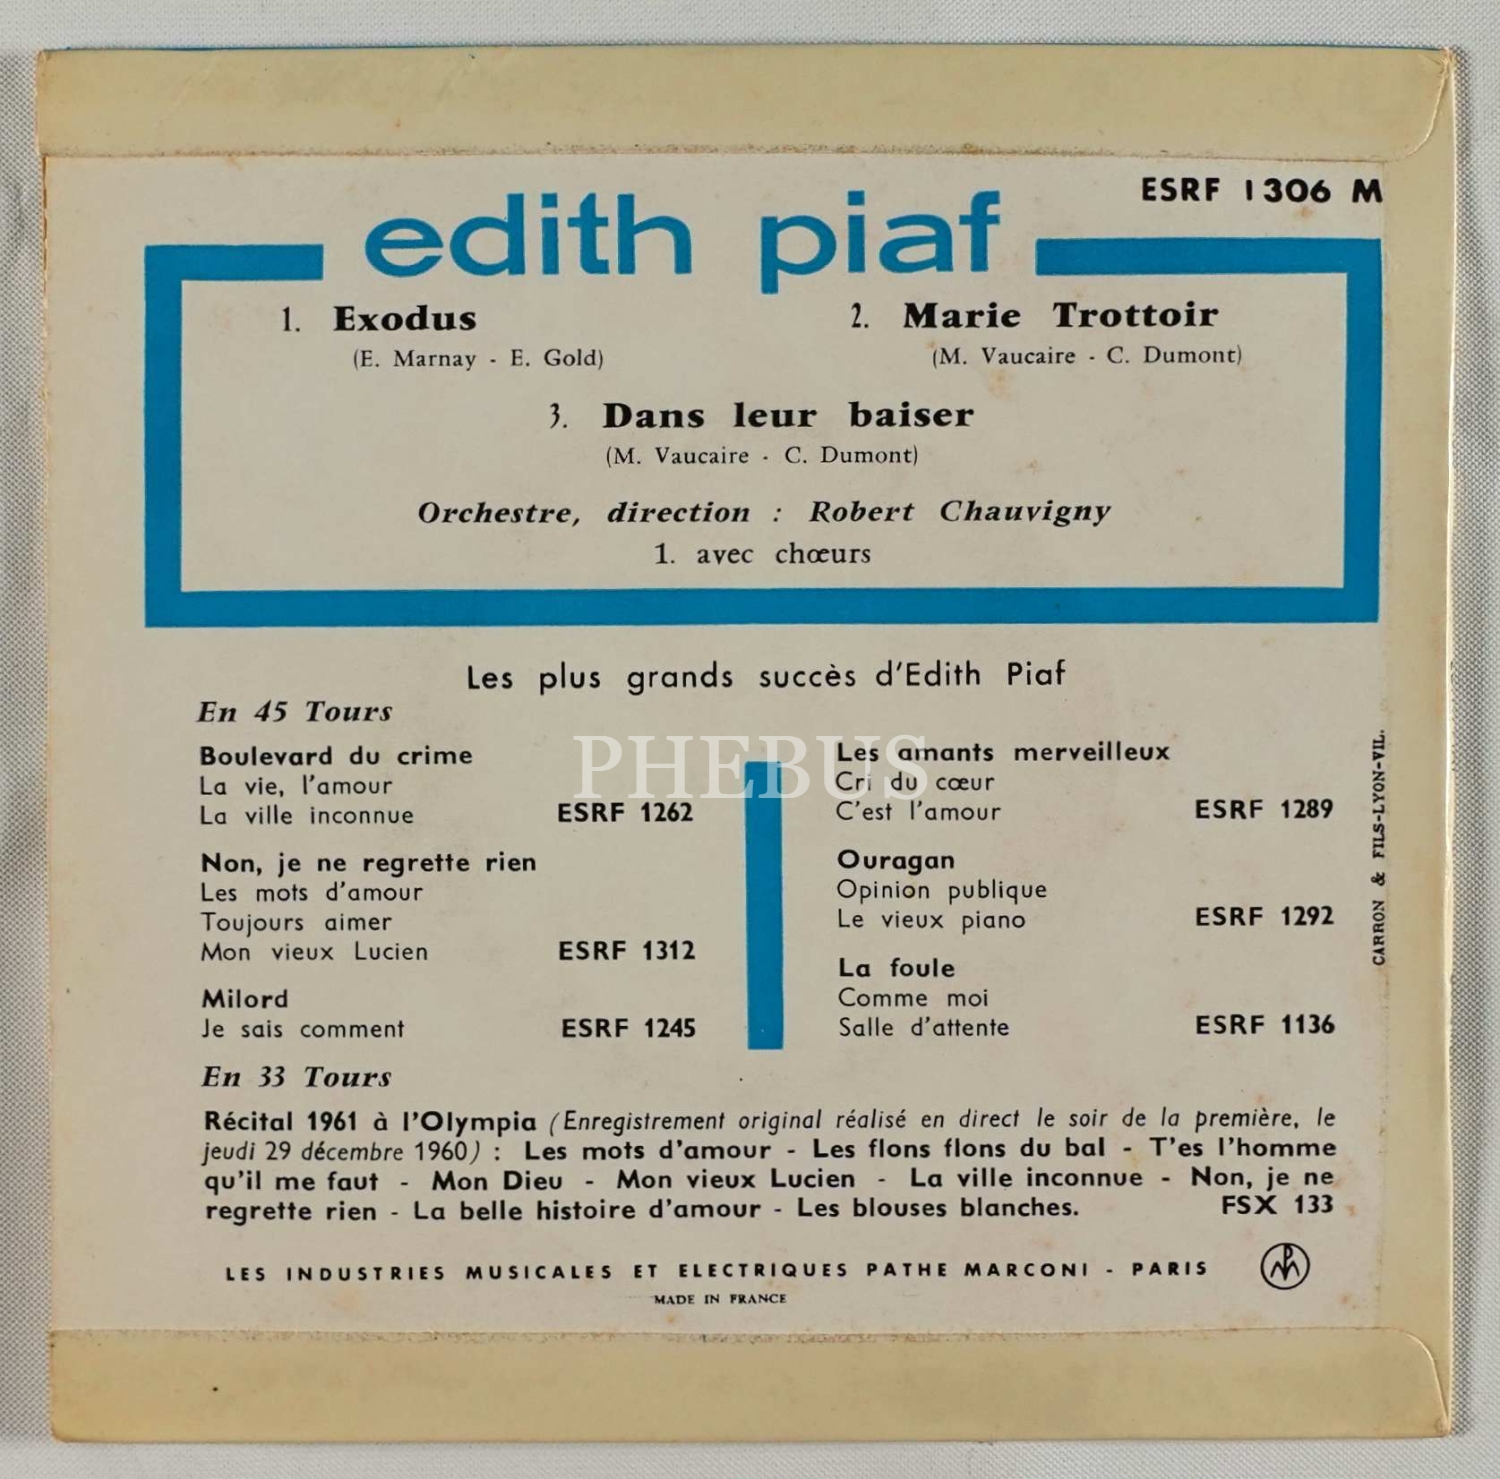 ESRF 1306 M
edith piaf
1. Exodus
(E. Marnay - E. Gold)
2. Marie Trottoir
(M. Vaucaire - C. Dumont)
3. Dans leur baiser
(M. Vaucaire - C. Dumont)
Orchestre, direction : Robert Chauvigny
1. avec chœurs
Les plus grands succès d'Edith Piaf
En 45 Tours
Boulevard du crime
La vie, l'amour
La ville inconnue ESRF 1262
Non, je ne regrette rien
Les mots d'amour
Toujours aimer
Mon vieux Lucien ESRF 1312
Milord
Je sais comment ESRF 1245
Les amants merveilleux
Cri du cœur
C'est l'amour ESRF 1289
Ouragan
Opinion publique
Le vieux piano ESRF 1292
La foule
Comme moi
Salle d'attente ESRF 1136
PHEBUS
CARRON & FILS-LYON-VIL.
En 33 Tours
Récital 1961 à l'Olympia (Enregistrement original réalisé en direct le soir de la première, le
jeudi 29 décembre 1960) : Les mots d'amour - Les flons flons du bal - T'es l'homme
qu'il me faut - Mon Dieu - Mon vieux Lucien - La ville inconnue - Non, je ne
regrette rien - La belle histoire d'amour - Les blouses blanches. FSX 133
LES INDUSTRIES MUSICALES ET ELECTRIQUES PATHE MARCONI - PARIS
MADE IN FRANCE